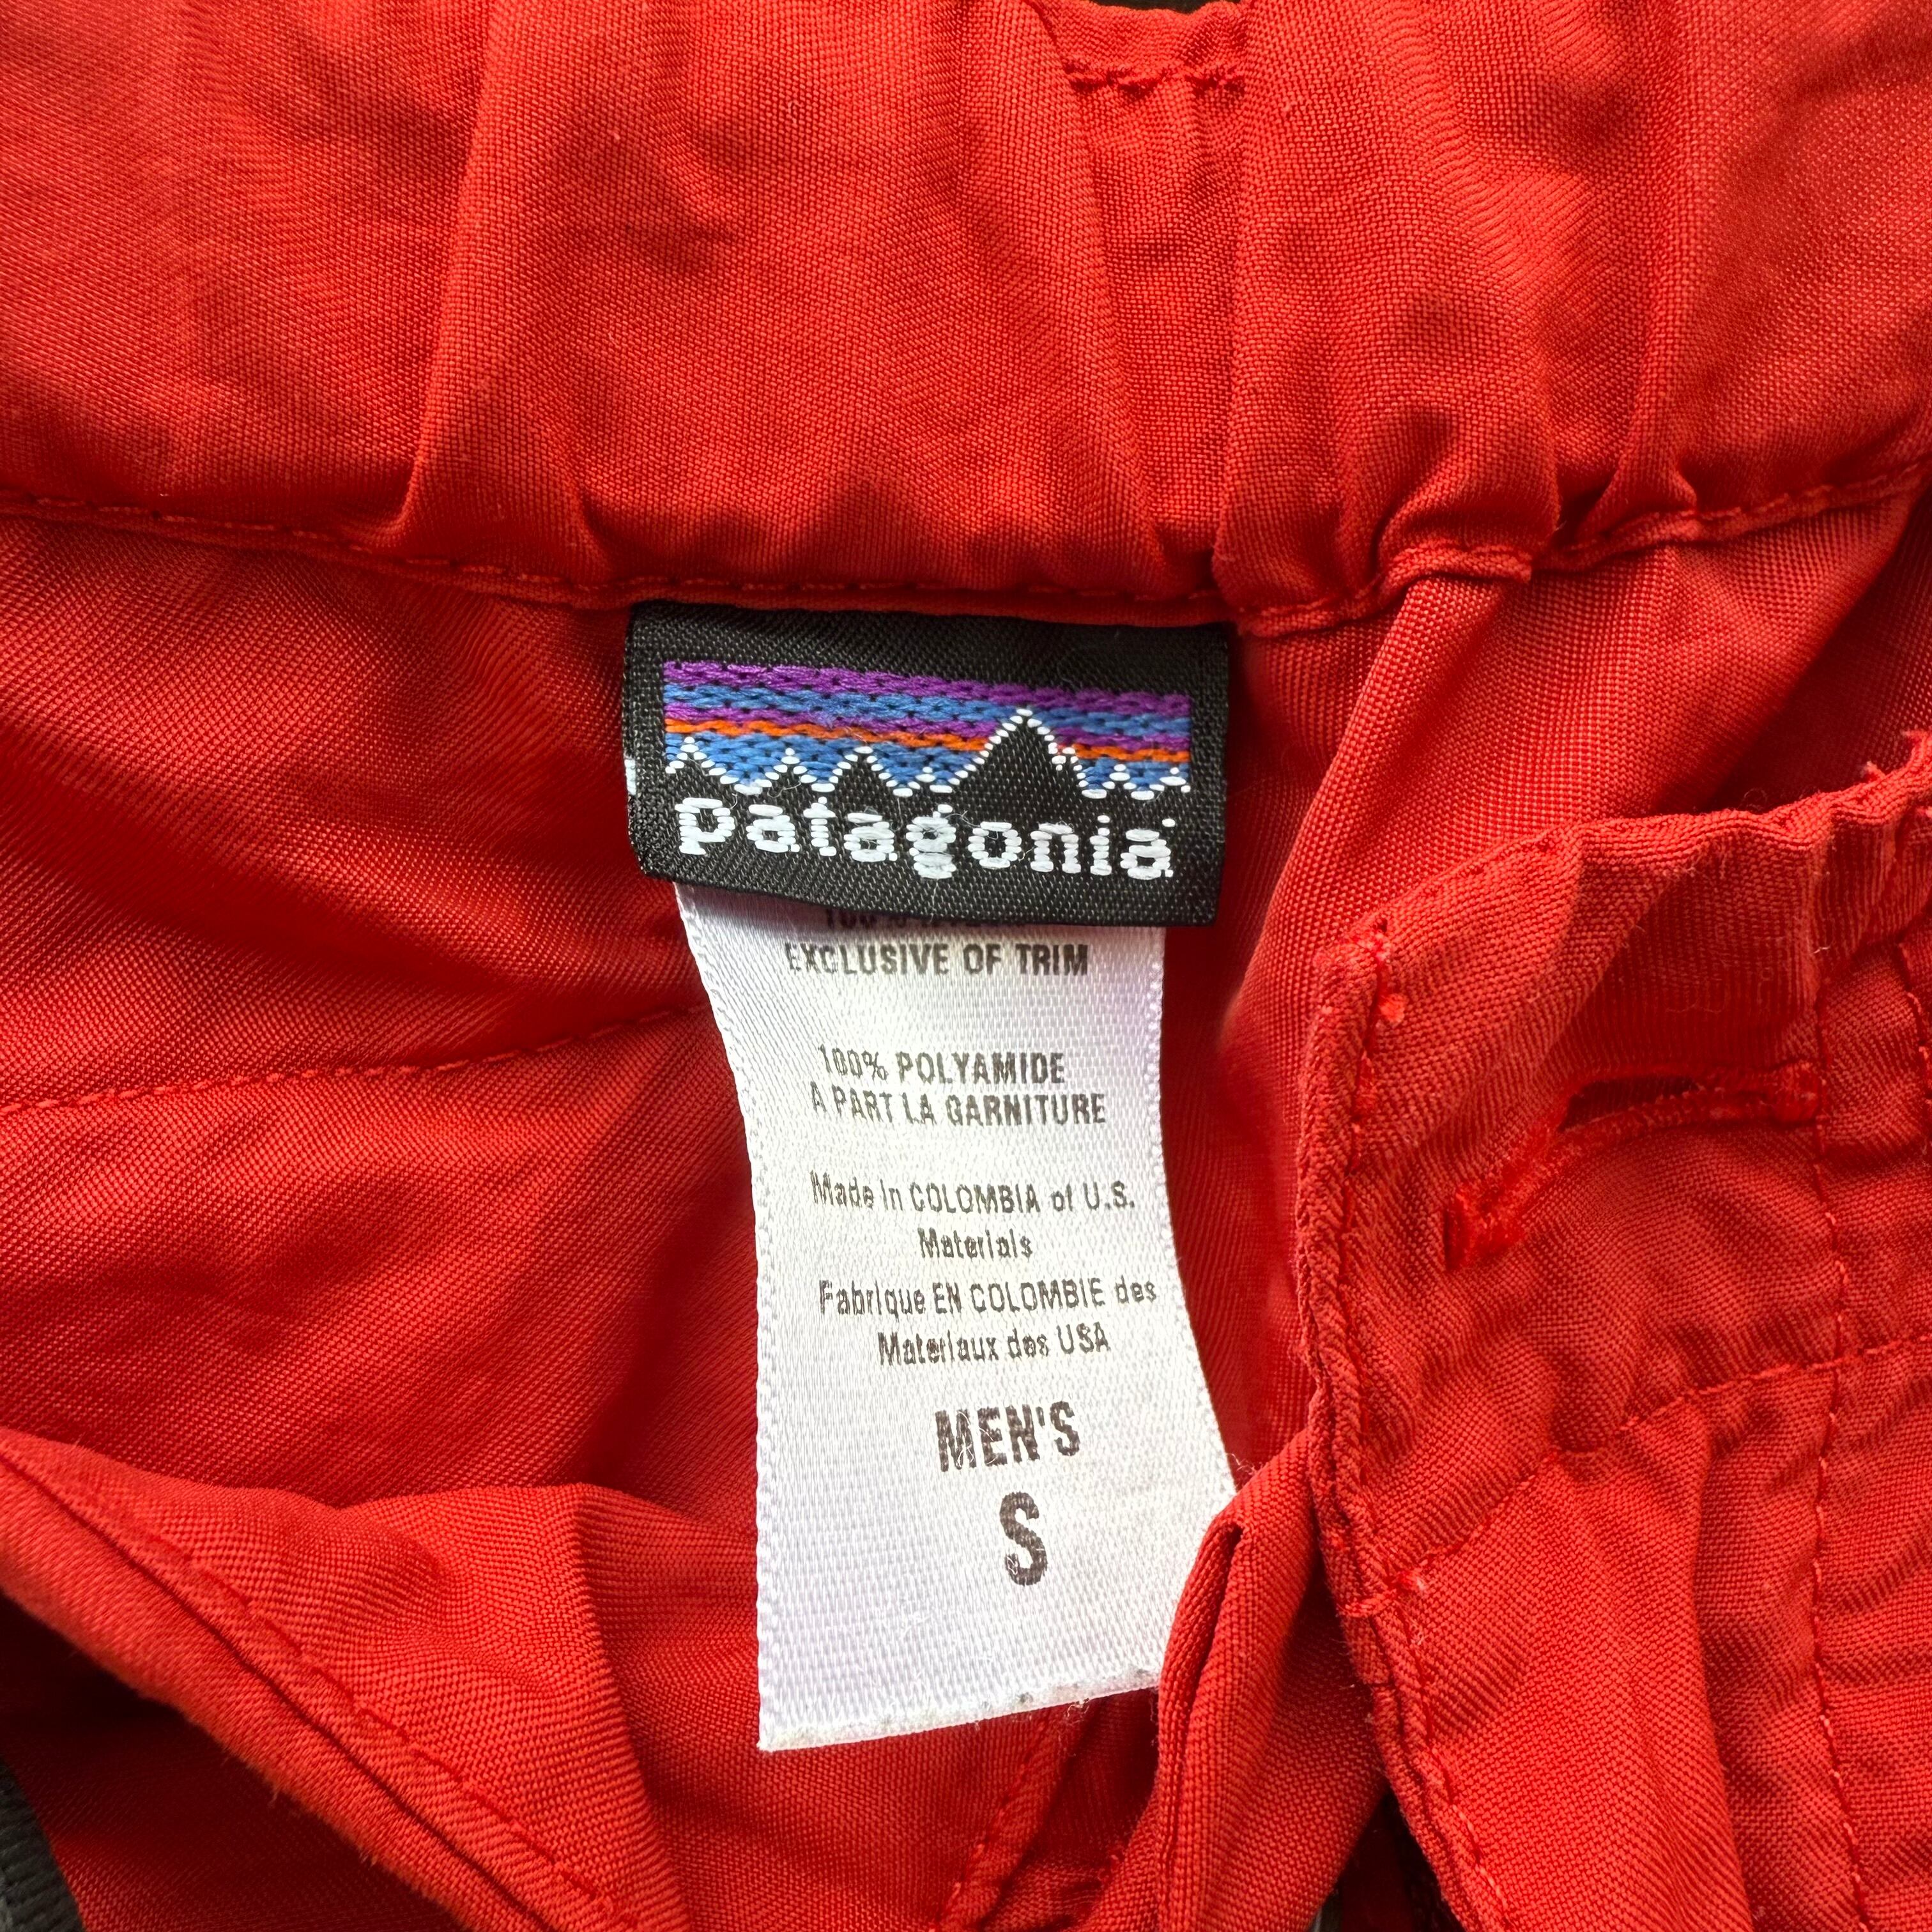 patagonia
100%
EXCLUSIVE OF TRIM
100% POLYAMIDE
A PART LA GARNITURE
Made in COLOMBIA of U.S.
Materials
Fabrique EN COLOMBIE des
Materiaux des USA
MEN'S
S